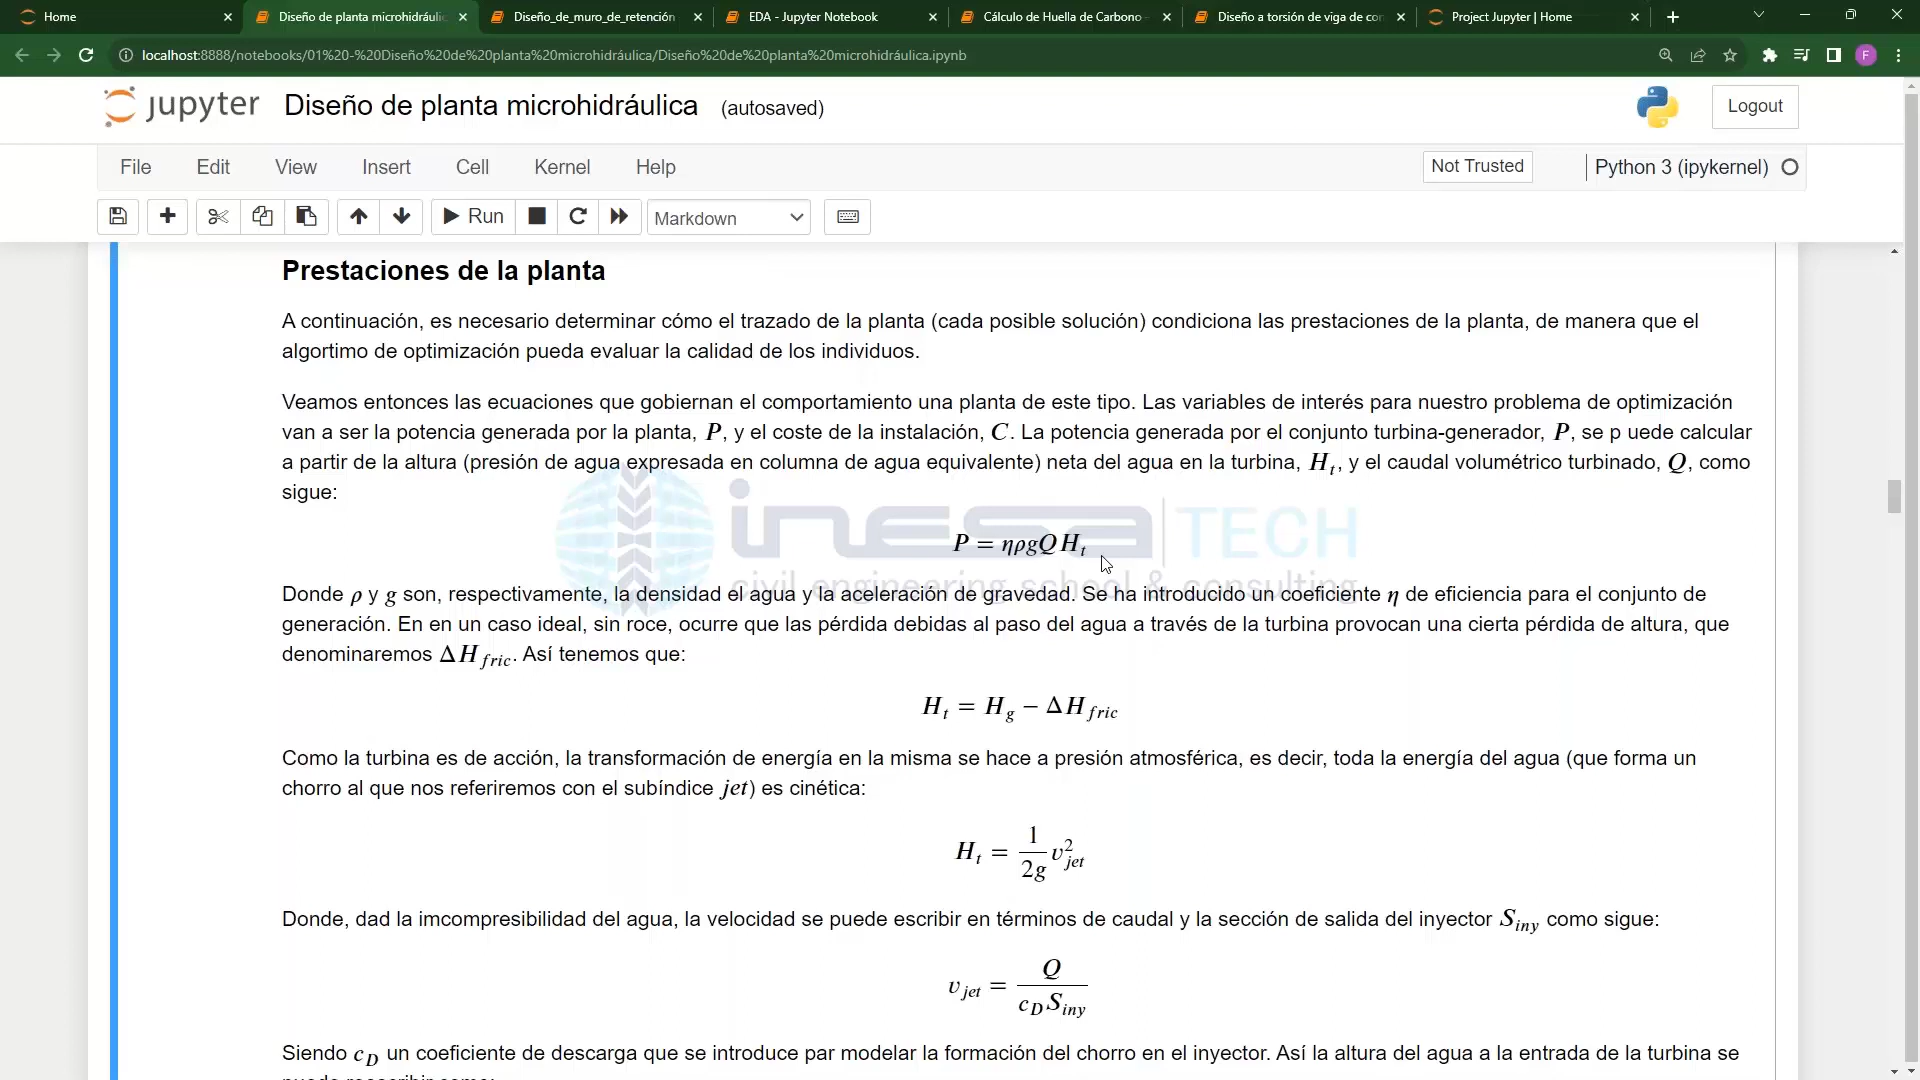 Home
Diseño de planta microhidráulic
Diseño_de_muro_de_retención
EDA - Jupyter Notebook
Cálculo de Huella de Carbono -
Diseño a torsión de viga de con
Project Jupyter | Home
localhost:8888/notebooks/01%20-%20Diseño%20de%20planta%20microhidráulica/Diseño%20de%20planta%20microhidráulica.ipynb
F
jupyter Diseño de planta microhidráulica (autosaved)
Logout
File Edit View Insert Cell Kernel Help
Not Trusted
Python 3 (ipykernel)
Run
Markdown
Prestaciones de la planta
A continuación, es necesario determinar cómo el trazado de la planta (cada posible solución) condiciona las prestaciones de la planta, de manera que el
algortimo de optimización pueda evaluar la calidad de los individuos.
Veamos entonces las ecuaciones que gobiernan el comportamiento una planta de este tipo. Las variables de interés para nuestro problema de optimización
van a ser la potencia generada por la planta, P, y el coste de la instalación, C. La potencia generada por el conjunto turbina-generador, P, se p uede calcular
a partir de la altura (presión de agua expresada en columna de agua equivalente) neta del agua en la turbina, H_t, y el caudal volumétrico turbinado, Q, como
sigue:
inesa TECH
P = ηρgQH_t
civil engineering school & consulting
Donde ρ y g son, respectivamente, la densidad el agua y la aceleración de gravedad. Se ha introducido un coeficiente η de eficiencia para el conjunto de
generación. En en un caso ideal, sin roce, ocurre que las pérdida debidas al paso del agua a través de la turbina provocan una cierta pérdida de altura, que
denominaremos ΔH_fric. Así tenemos que:
H_t = H_g − ΔH_fric
Como la turbina es de acción, la transformación de energía en la misma se hace a presión atmosférica, es decir, toda la energía del agua (que forma un
chorro al que nos referiremos con el subíndice jet) es cinética:
H_t = 1/2g v²_jet
Donde, dad la imcompresibilidad del agua, la velocidad se puede escribir en términos de caudal y la sección de salida del inyector S_iny como sigue:
v_jet = Q/c_D S_iny
Siendo c_D un coeficiente de descarga que se introduce par modelar la formación del chorro en el inyector. Así la altura del agua a la entrada de la turbina se